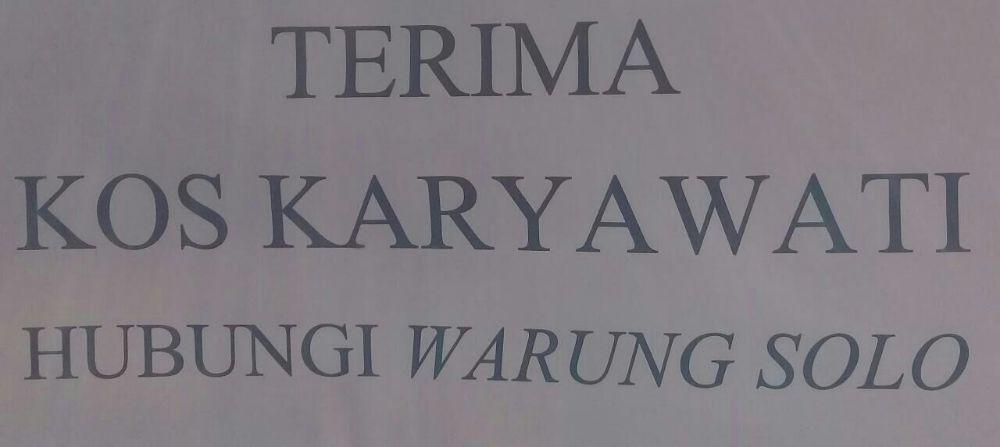 TERIMA
KOS KARYAWATI
HUBUNGI WARUNG SOLO